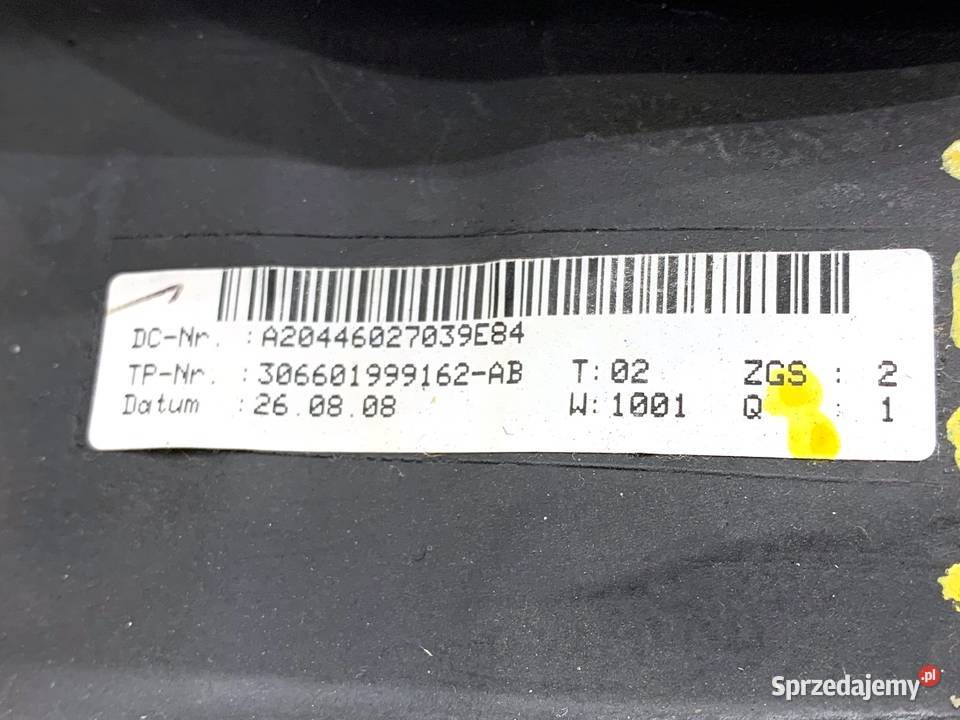 DC-Nr. :A20446027039E84
TP-Nr. :306601999162-AB T:02 ZGS : 2
Datum :26.08.08 W:1001 Q : 1
Sprzedajemy.pl